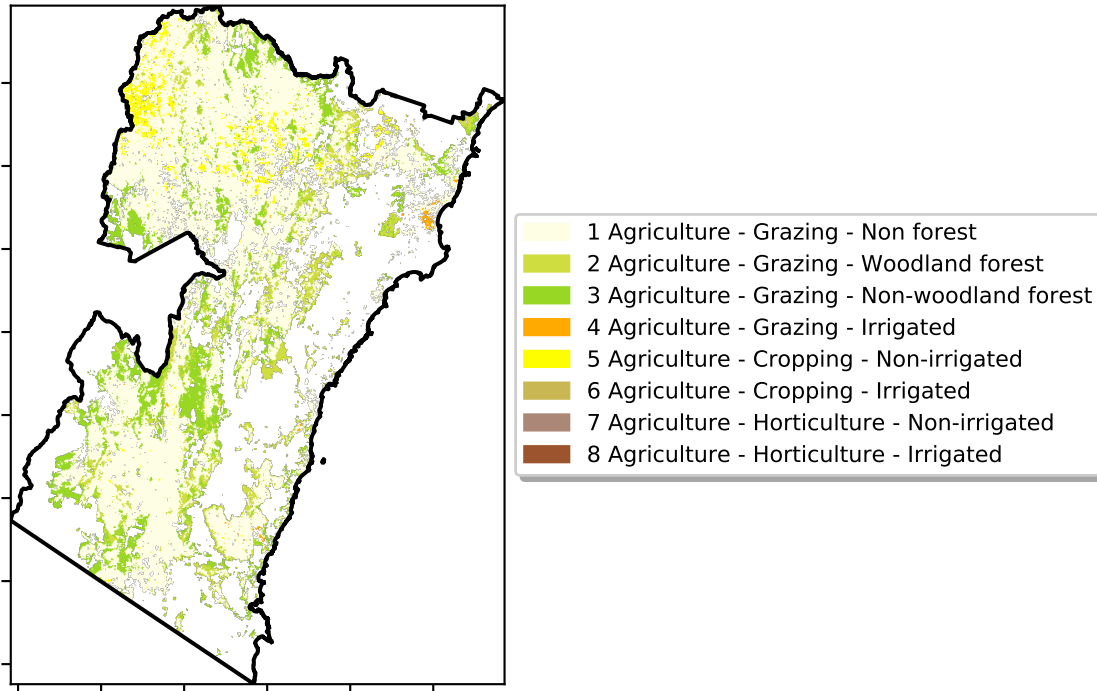 1 Agriculture - Grazing - Non forest
2 Agriculture - Grazing - Woodland forest
3 Agriculture - Grazing - Non-woodland forest
4 Agriculture - Grazing - Irrigated
5 Agriculture - Cropping - Non-irrigated
6 Agriculture - Cropping - Irrigated
7 Agriculture - Horticulture - Non-irrigated
8 Agriculture - Horticulture - Irrigated